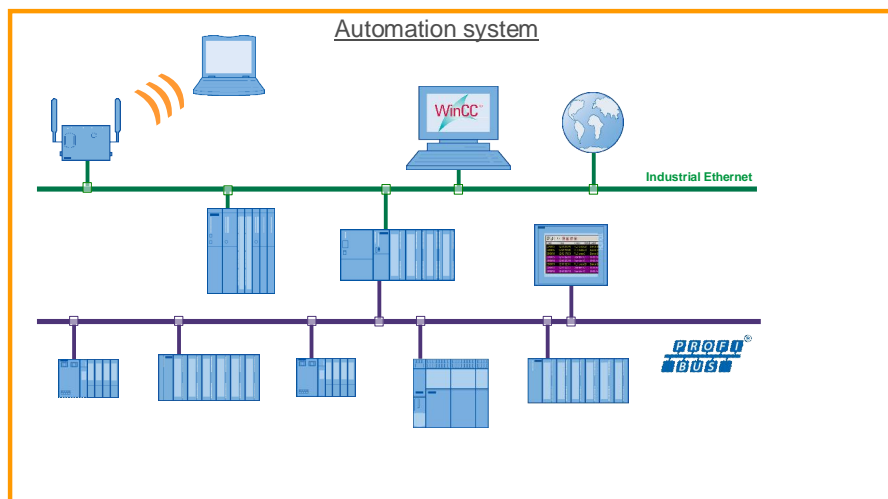 Automation system
WinCC
Industrial Ethernet
PROFI
BUS